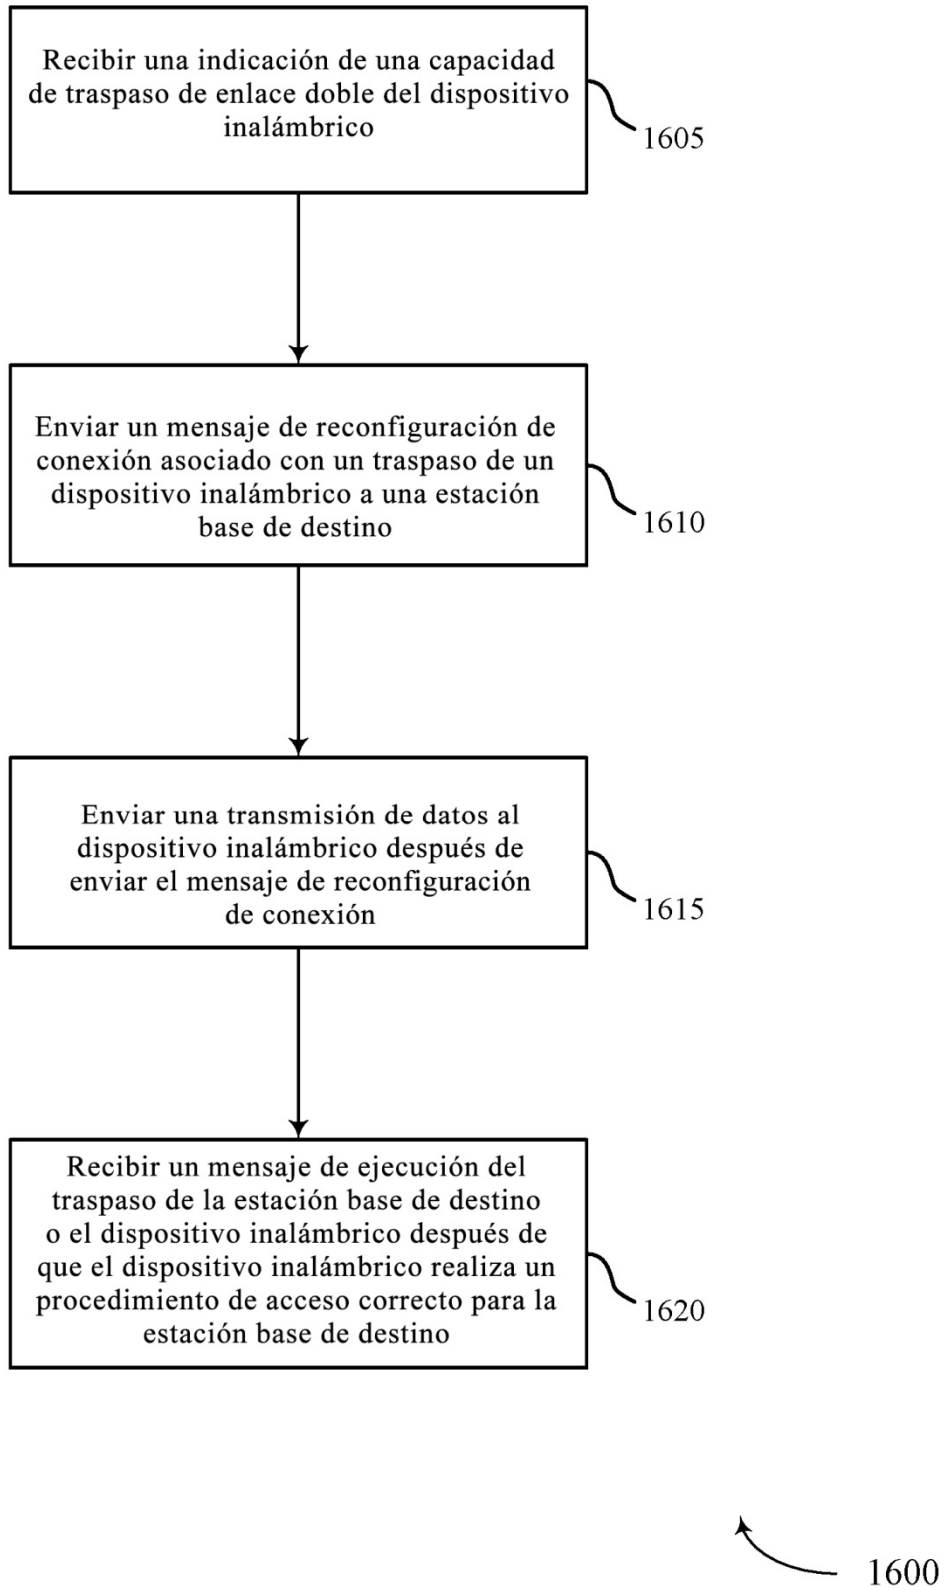 Recibir una indicación de una capacidad
de traspaso de enlace doble del dispositivo
inalámbrico
1605
Enviar un mensaje de reconfiguración de
conexión asociado con un traspaso de un
dispositivo inalámbrico a una estación
base de destino
1610
Enviar una transmisión de datos al
dispositivo inalámbrico después de
enviar el mensaje de reconfiguración
de conexión
1615
Recibir un mensaje de ejecución del
traspaso de la estación base de destino
o el dispositivo inalámbrico después de
que el dispositivo inalámbrico realiza un
procedimiento de acceso correcto para la
estación base de destino
1620
1600